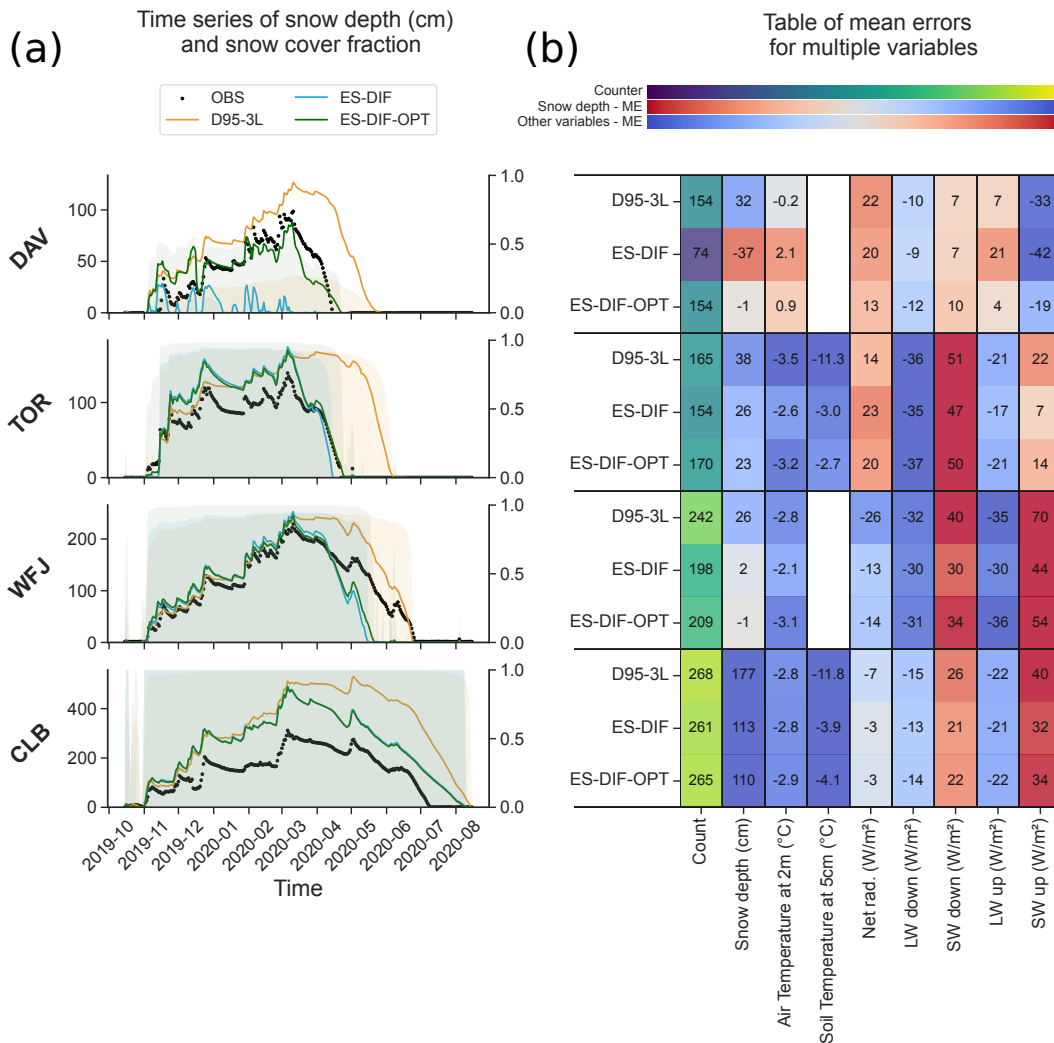 (a)
Time series of snow depth (cm)
and snow cover fraction
OBS
D95-3L
ES-DIF
ES-DIF-OPT
DAV
100
50
0
1.0
0.5
0.0
TOR
100
0
1.0
0.5
0.0
WFJ
200
100
0
1.0
0.5
0.0
CLB
400
200
0
1.0
0.5
0.0
2019-10
2019-11
2019-12
2020-01
2020-02
2020-03
2020-04
2020-05
2020-06
2020-07
2020-08
Time
(b)
Table of mean errors
for multiple variables
Counter
Snow depth - ME
Other variables - ME
D95-3L 154 32 -0.2 22 -10 7 7 -33
ES-DIF 74 -37 2.1 20 -9 7 21 -42
ES-DIF-OPT 154 -1 0.9 13 -12 10 4 -19
D95-3L 165 38 -3.5 -11.3 14 -36 51 -21 22
ES-DIF 154 26 -2.6 -3.0 23 -35 47 -17 7
ES-DIF-OPT 170 23 -3.2 -2.7 20 -37 50 -21 14
D95-3L 242 26 -2.8 -26 -32 40 -35 70
ES-DIF 198 2 -2.1 -13 -30 30 -30 44
ES-DIF-OPT 209 -1 -3.1 -14 -31 34 -36 54
D95-3L 268 177 -2.8 -11.8 -7 -15 26 -22 40
ES-DIF 261 113 -2.8 -3.9 -3 -13 21 -21 32
ES-DIF-OPT 265 110 -2.9 -4.1 -3 -14 22 -22 34
Count
Snow depth (cm)
Air Temperature at 2m (°C)
Soil Temperature at 5cm (°C)
Net rad. (W/m²)
LW down (W/m²)
SW down (W/m²)
LW up (W/m²)
SW up (W/m²)